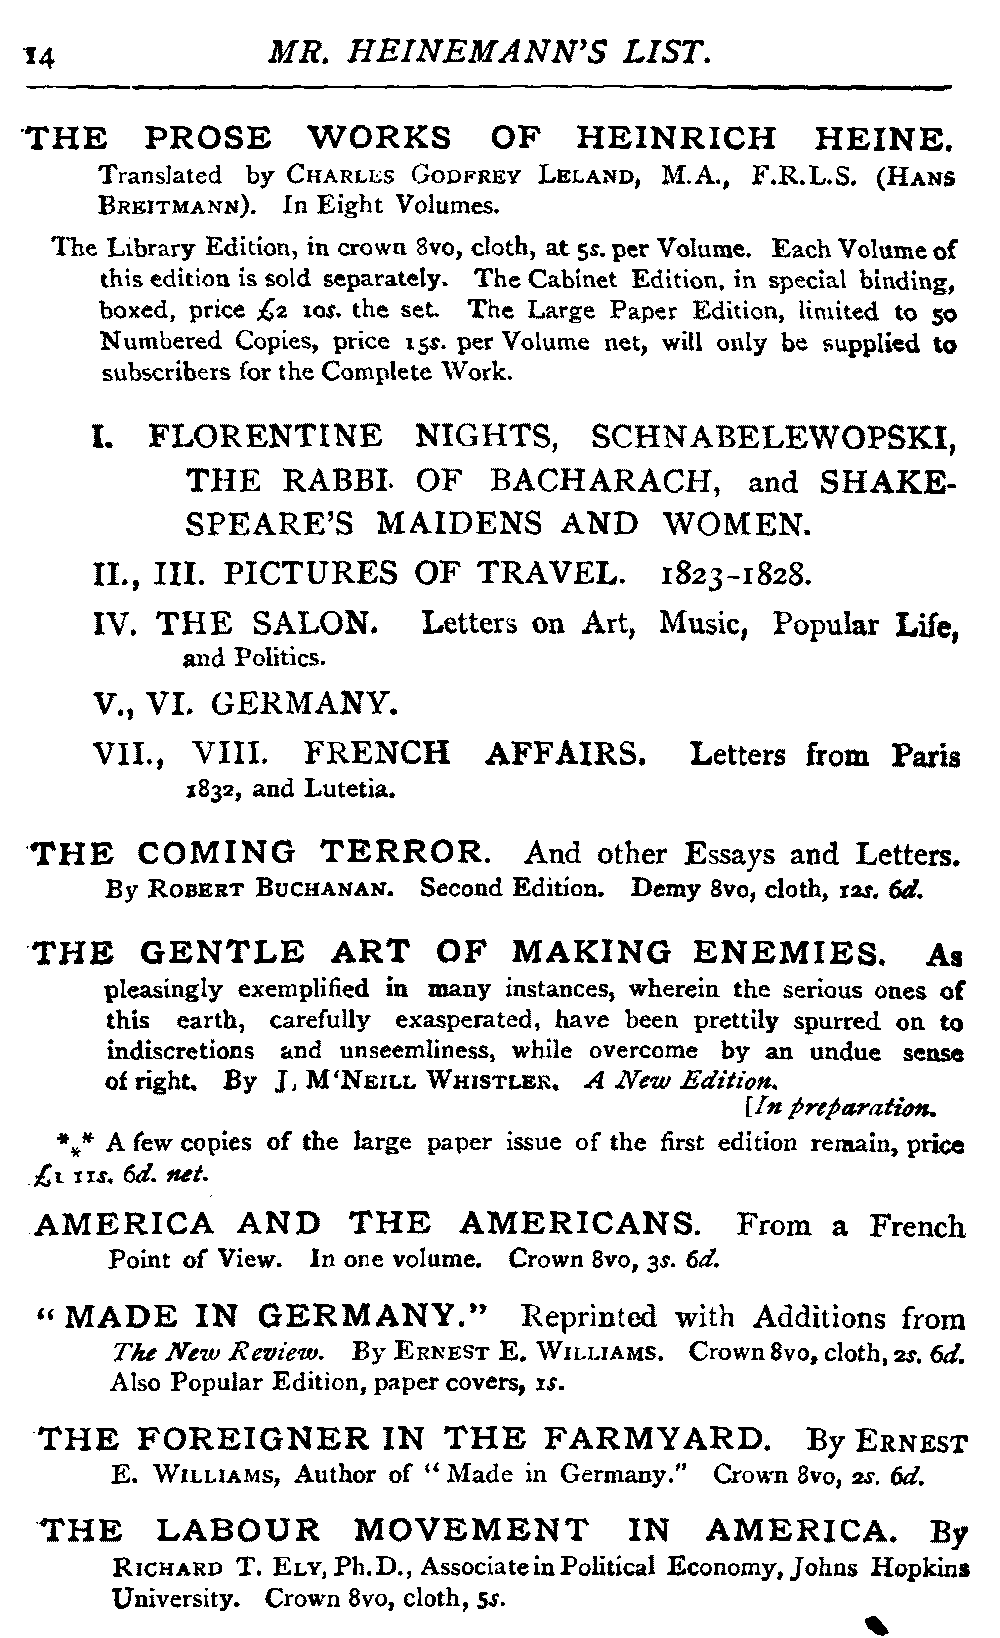 14 MR. HEINEMANN'S LIST.
THE PROSE WORKS OF HEINRICH HEINE.
Translated by CHARLES GODFREY LELAND, M.A., F.R.L.S. (HANS
BREITMANN). In Eight Volumes.
The Library Edition, in crown 8vo, cloth, at 5s. per Volume. Each Volume of
this edition is sold separately. The Cabinet Edition, in special binding,
boxed, price £2 10s. the set. The Large Paper Edition, limited to 50
Numbered Copies, price 15s. per Volume net, will only be supplied to
subscribers for the Complete Work.
I. FLORENTINE NIGHTS, SCHNABELEWOPSKI,
THE RABBI OF BACHARACH, and SHAKE-
SPEARE'S MAIDENS AND WOMEN.
II., III. PICTURES OF TRAVEL. 1823-1828.
IV. THE SALON. Letters on Art, Music, Popular Life,
and Politics.
V., VI. GERMANY.
VII., VIII. FRENCH AFFAIRS. Letters from Paris
1832, and Lutetia.
THE COMING TERROR. And other Essays and Letters.
By ROBERT BUCHANAN. Second Edition. Demy 8vo, cloth, 12s. 6d.
THE GENTLE ART OF MAKING ENEMIES. As
pleasingly exemplified in many instances, wherein the serious ones of
this earth, carefully exasperated, have been prettily spurred on to
indiscretions and unseemliness, while overcome by an undue sense
of right. By J. M'NEILL WHISTLER. A New Edition.
[In preparation.
*** A few copies of the large paper issue of the first edition remain, price
£1 11s. 6d. net.
AMERICA AND THE AMERICANS. From a French
Point of View. In one volume. Crown 8vo, 3s. 6d.
"MADE IN GERMANY." Reprinted with Additions from
The New Review. By ERNEST E. WILLIAMS. Crown 8vo, cloth, 2s. 6d.
Also Popular Edition, paper covers, 1s.
THE FOREIGNER IN THE FARMYARD. By ERNEST
E. WILLIAMS, Author of "Made in Germany." Crown 8vo, 2s. 6d.
THE LABOUR MOVEMENT IN AMERICA. By
RICHARD T. ELY, Ph.D., Associate in Political Economy, Johns Hopkins
University. Crown 8vo, cloth, 5s.